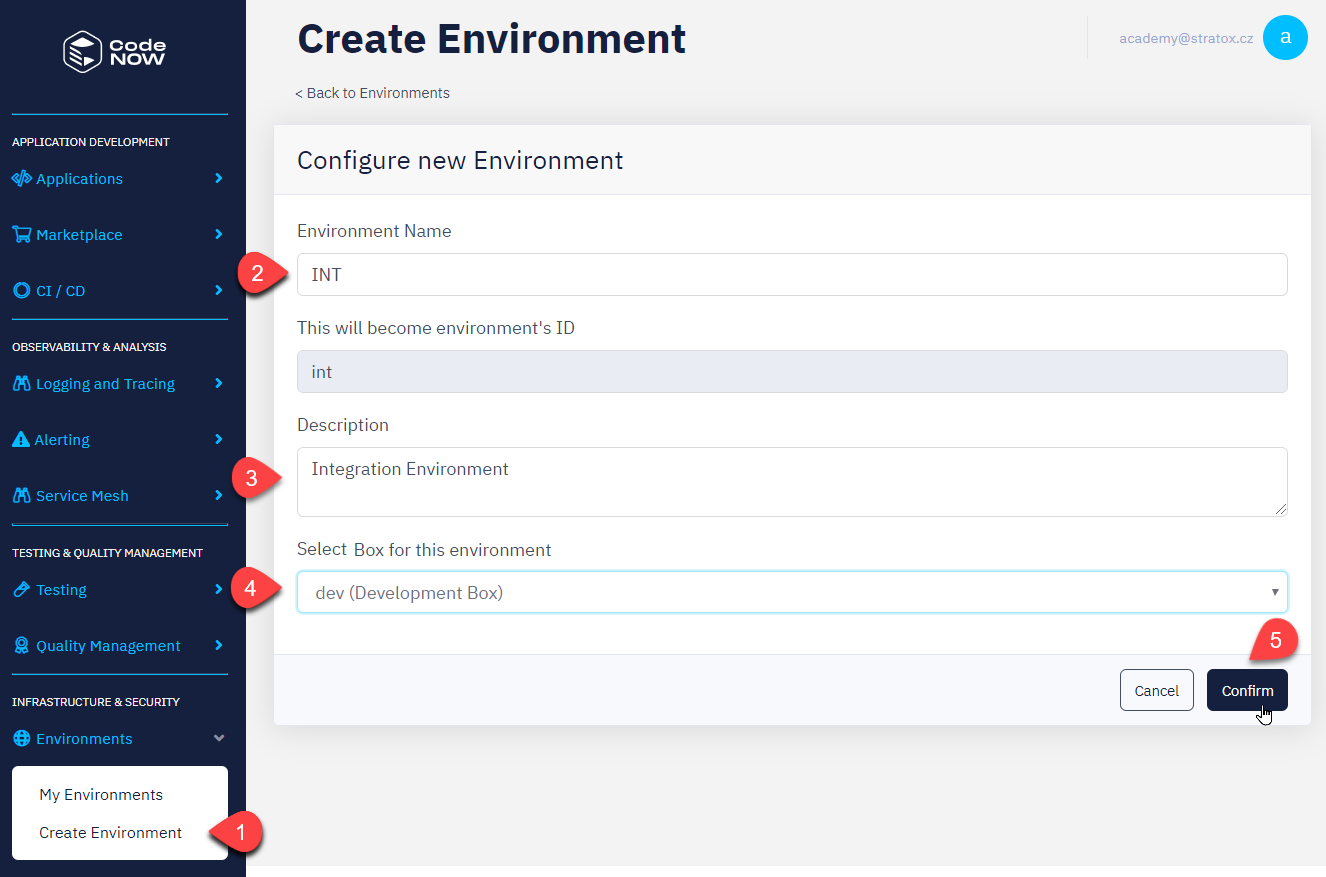 Code
NOW
APPLICATION DEVELOPMENT
Applications
Marketplace
CI / CD
OBSERVABILITY & ANALYSIS
Logging and Tracing
Alerting
Service Mesh
TESTING & QUALITY MANAGEMENT
Testing
Quality Management
INFRASTRUCTURE & SECURITY
Environments
My Environments
Create Environment
1
Create Environment
academy@stratox.cz
a
< Back to Environments
Configure new Environment
Environment Name
2
INT
This will become environment's ID
int
Description
3
Integration Environment
Select Box for this environment
4
dev (Development Box)
5
Cancel
Confirm